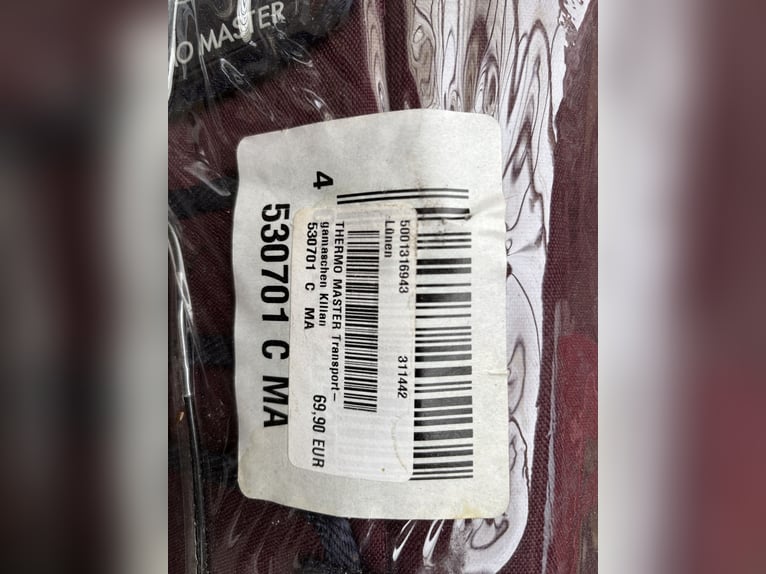 MASTER
4
530701 C MA
5001316943 311442
-Lünen
THERMO MASTER Transport-
gamaschen Kilian
530701 C MA 69,90 EUR